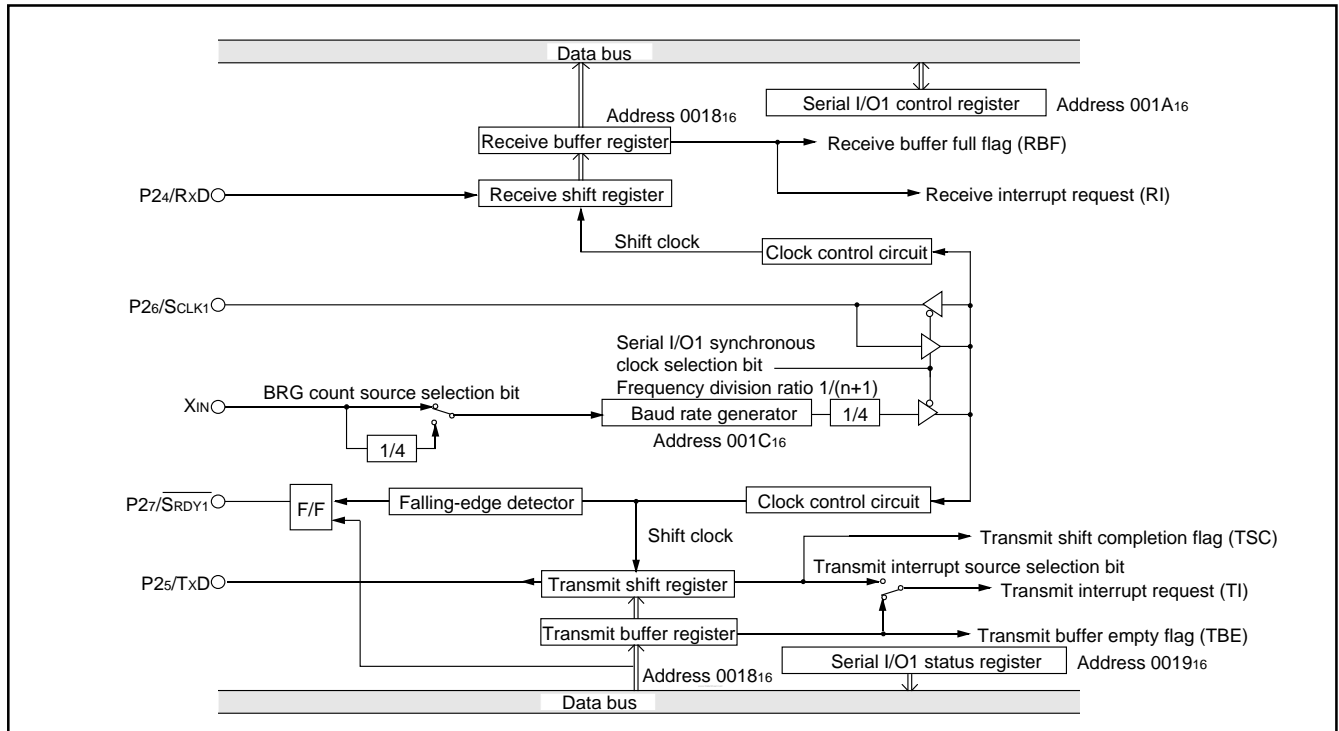 Data bus
Serial I/O1 control register
Address 001A16
Address 001816
Receive buffer register
Receive buffer full flag (RBF)
P24/RXD
Receive shift register
Receive interrupt request (RI)
Shift clock
Clock control circuit
P26/SCLK1
Serial I/O1 synchronous
clock selection bit
BRG count source selection bit
Frequency division ratio 1/(n+1)
XIN
Baud rate generator
1/4
Address 001C16
1/4
P27/SRDY1
F/F
Falling-edge detector
Clock control circuit
Shift clock
Transmit shift completion flag (TSC)
Transmit interrupt source selection bit
P25/TXD
Transmit shift register
Transmit interrupt request (TI)
Transmit buffer register
Transmit buffer empty flag (TBE)
Serial I/O1 status register
Address 001916
Address 001816
Data bus